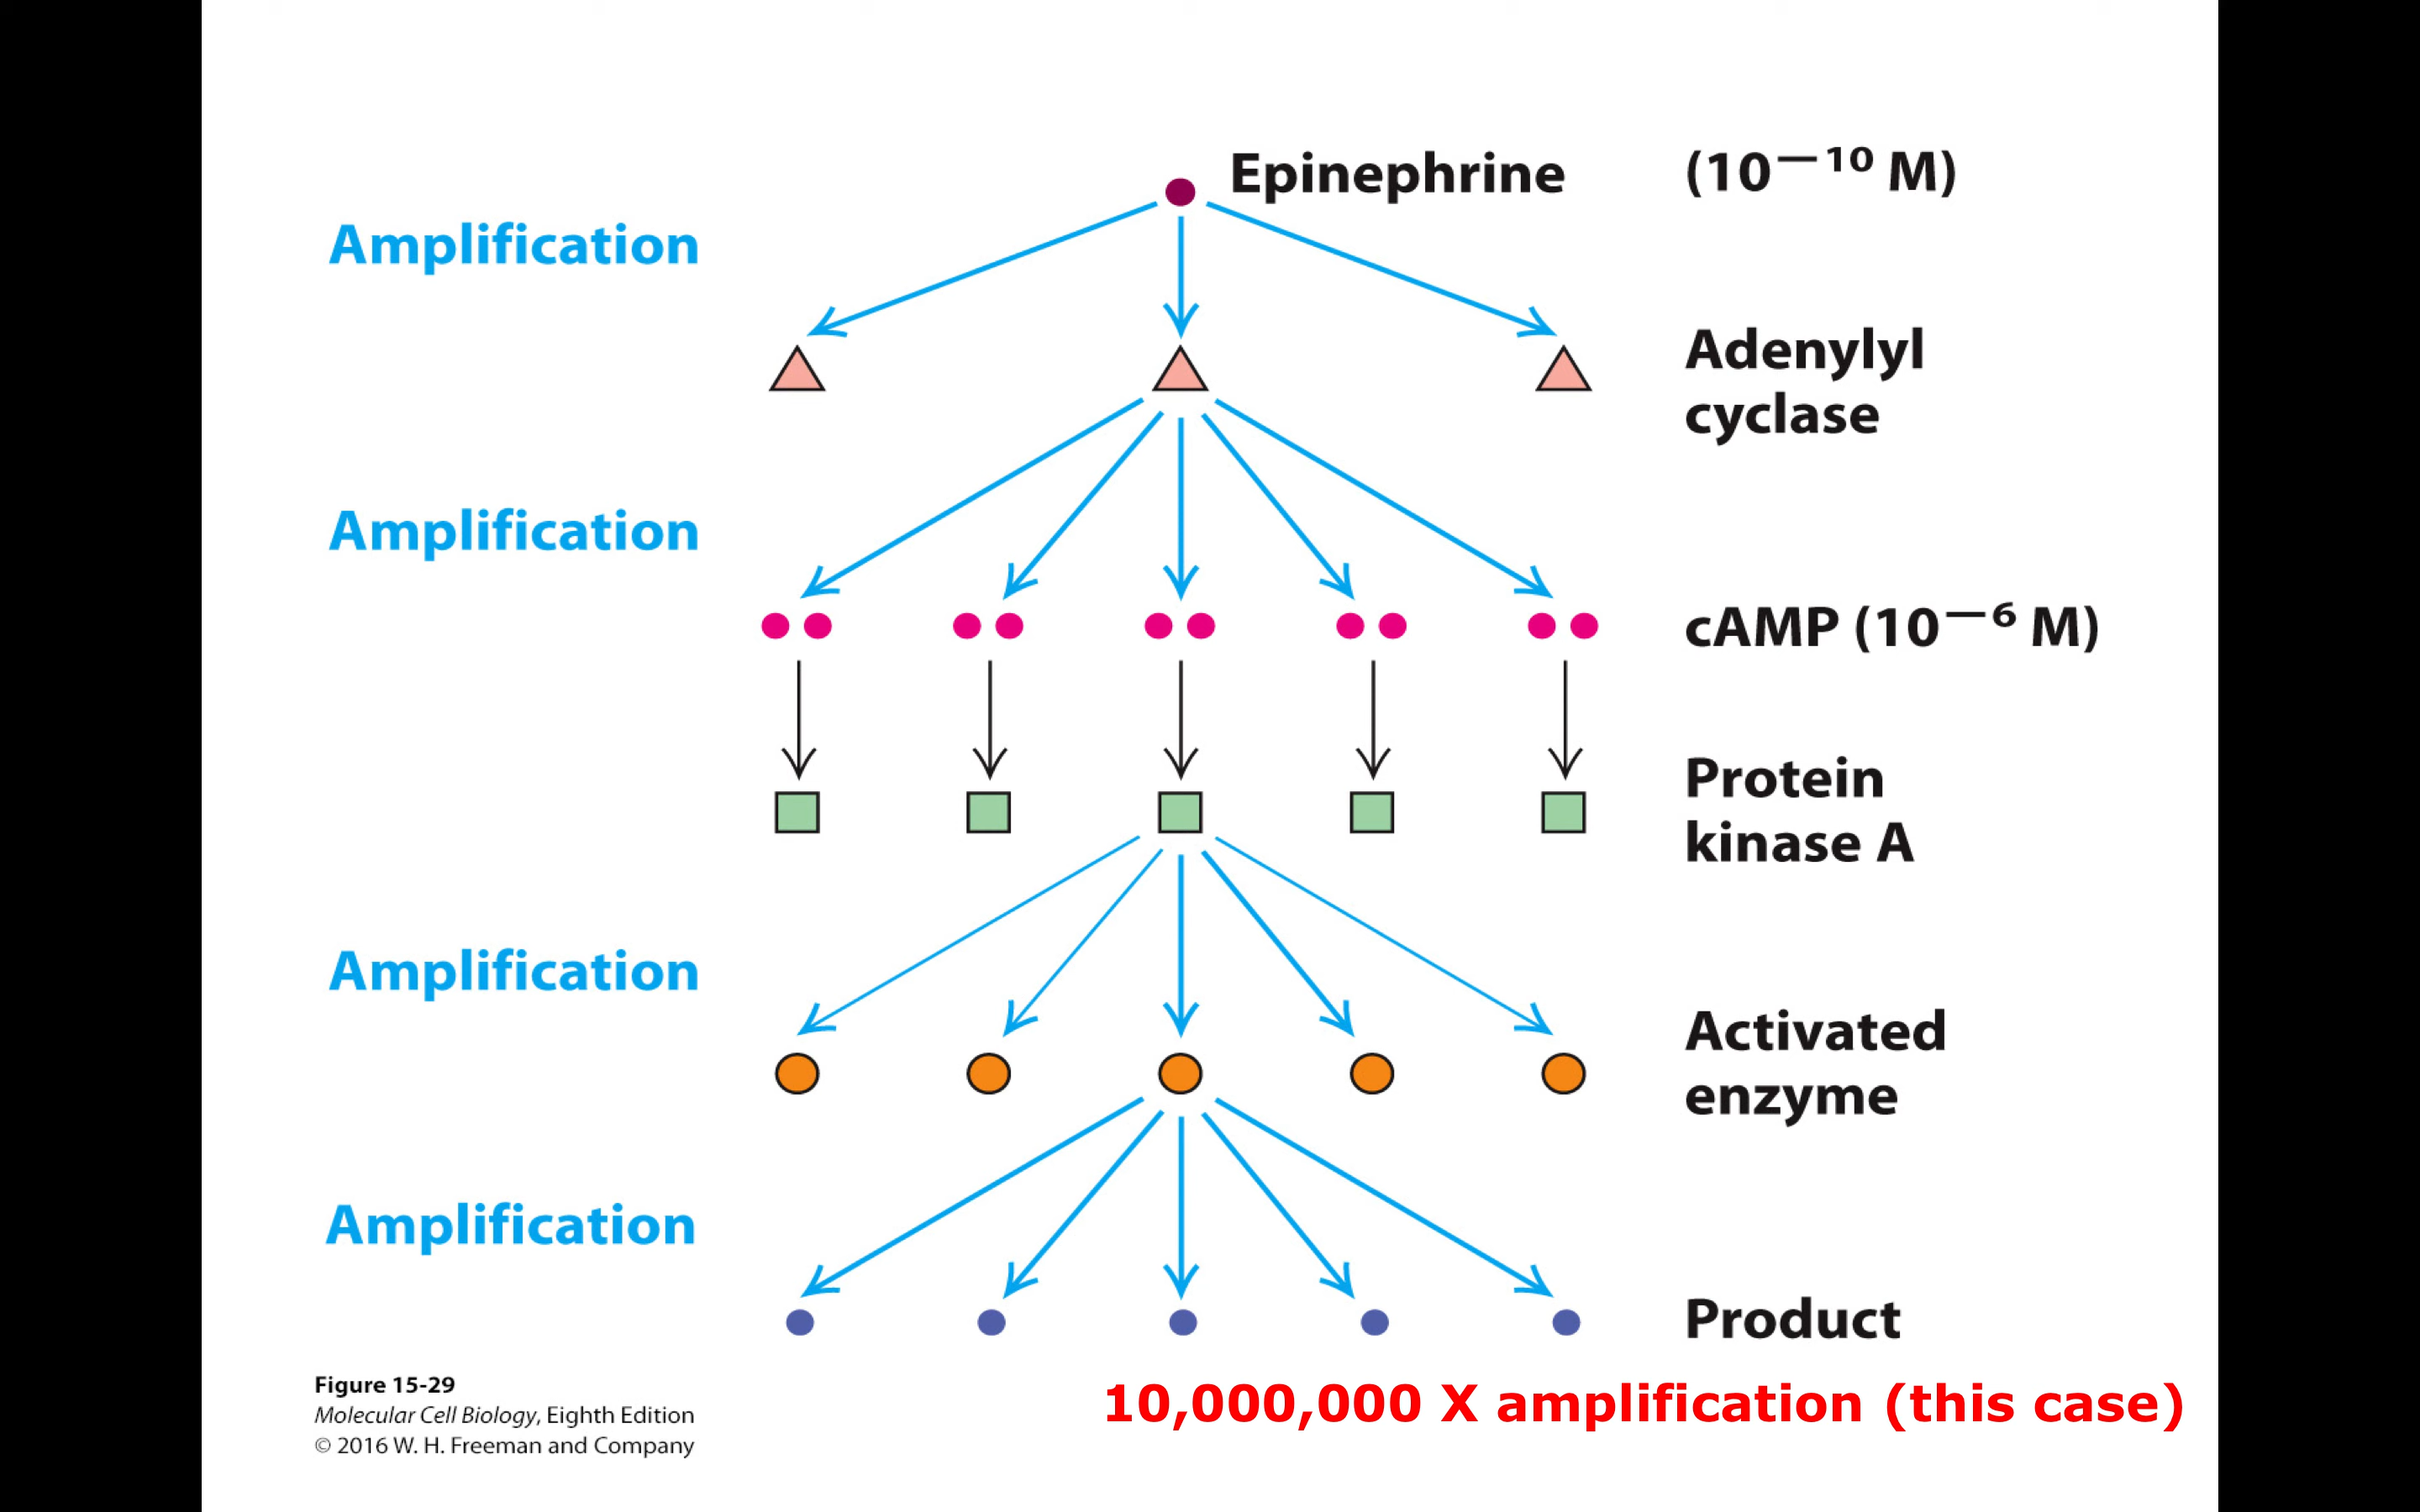 Epinephrine (10−10 M)
Amplification
Adenylyl
cyclase
Amplification
cAMP (10−6 M)
Protein
kinase A
Amplification
Activated
enzyme
Amplification
Product
Figure 15-29
Molecular Cell Biology, Eighth Edition
© 2016 W. H. Freeman and Company
10,000,000 X amplification (this case)